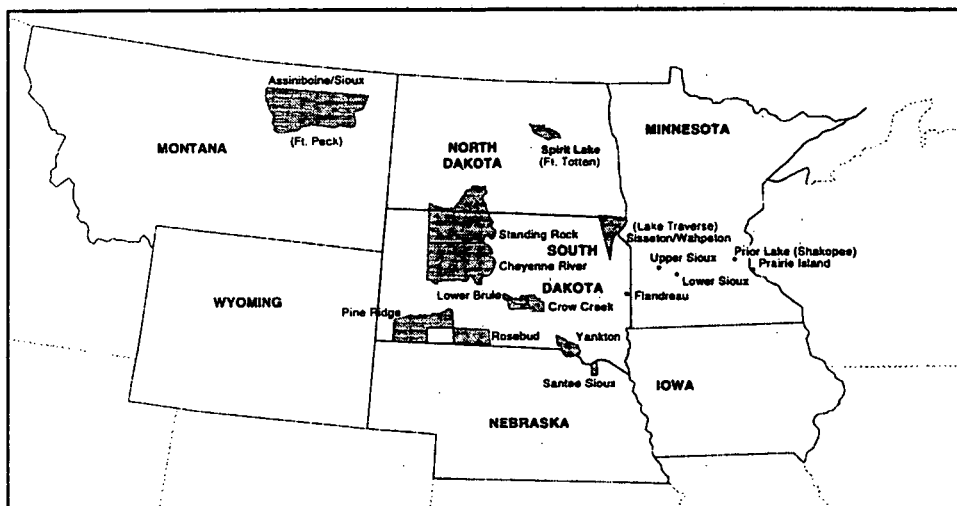 Assiniboine/Sioux
(Ft. Peck)
MONTANA
NORTH
DAKOTA
Spirit Lake
(Ft. Totten)
MINNESOTA
(Lake Traverse)
Sisseton/Wahpeton
Standing Rock
SOUTH
DAKOTA
Cheyenne River
Prior Lake (Shakopee)
Prairie Island
Upper Sioux
Lower Sioux
WYOMING
Lower Brule
Crow Creek
Flandreau
Pine Ridge
Rosebud
Yankton
Santee Sioux
IOWA
NEBRASKA